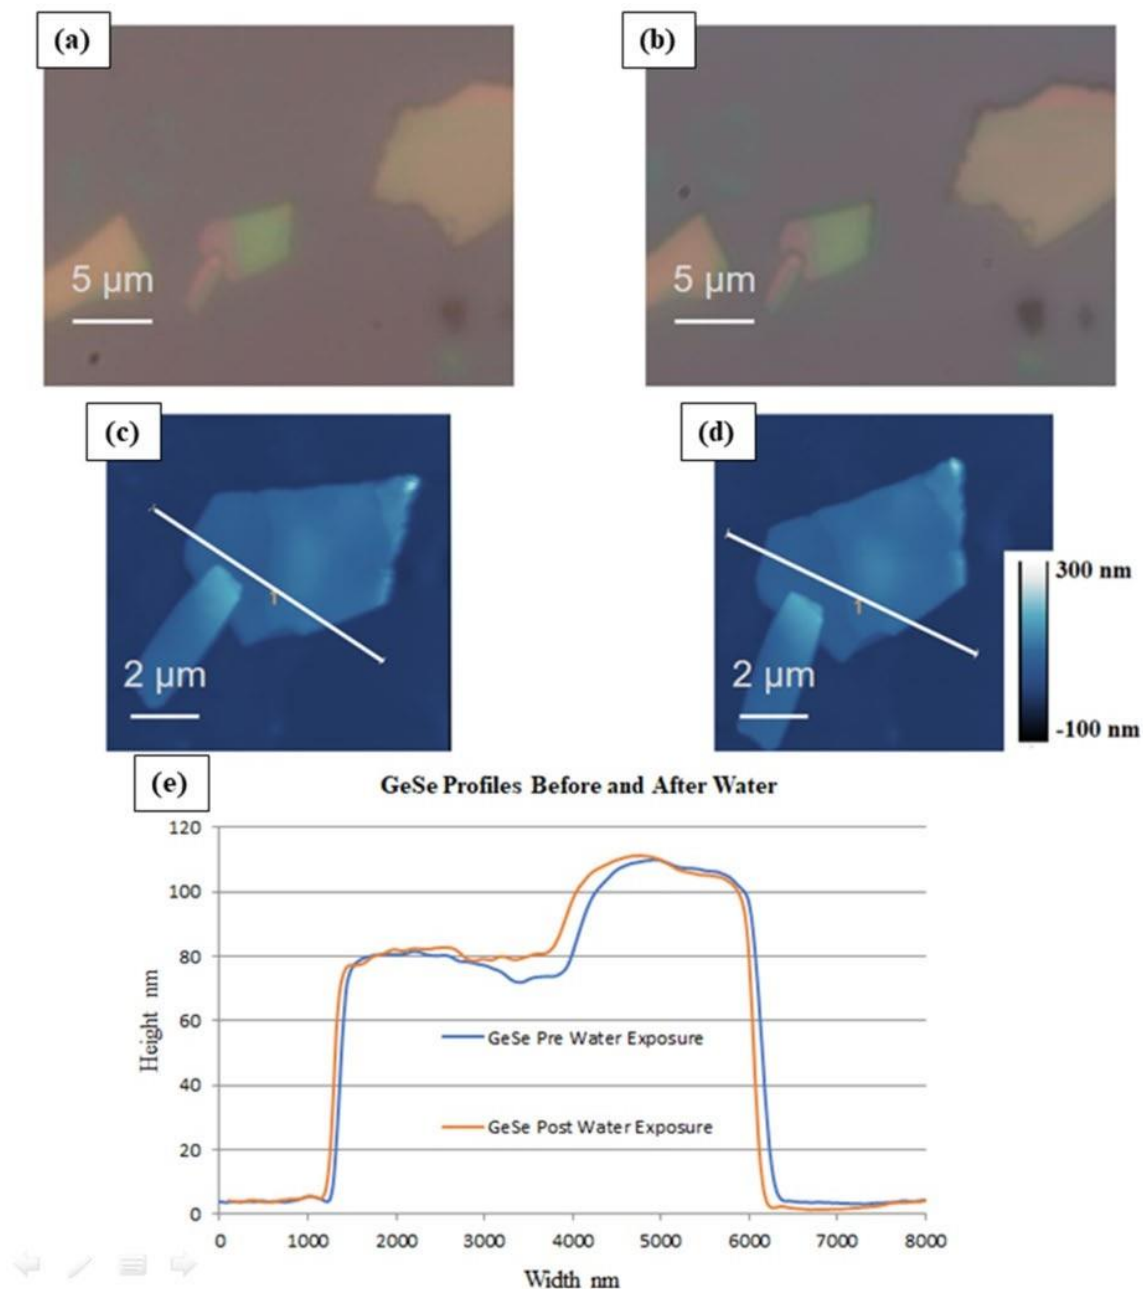 (a)
(b)
5 μm
5 μm
(c)
(d)
2 μm
2 μm
300 nm
-100 nm
(e)
GeSe Profiles Before and After Water
120
100
80
60
40
20
0
Height nm
GeSe Pre Water Exposure
GeSe Post Water Exposure
0 1000 2000 3000 4000 5000 6000 7000 8000
Width nm
1
1